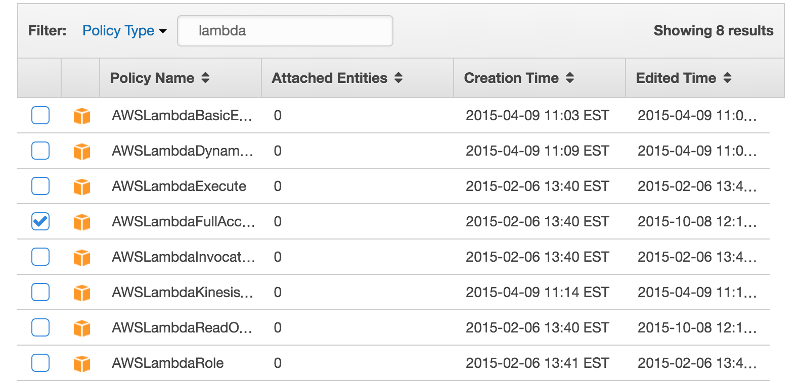 Filter: Policy Type lambda Showing 8 results
Policy Name Attached Entities Creation Time Edited Time
AWSLambdaBasicE... 0 2015-04-09 11:03 EST 2015-04-09 11:0...
AWSLambdaDynam... 0 2015-04-09 11:09 EST 2015-04-09 11:0...
AWSLambdaExecute 0 2015-02-06 13:40 EST 2015-02-06 13:4...
AWSLambdaFullAcc... 0 2015-02-06 13:40 EST 2015-10-08 12:1...
AWSLambdaInvocat... 0 2015-02-06 13:40 EST 2015-02-06 13:4...
AWSLambdaKinesis... 0 2015-04-09 11:14 EST 2015-04-09 11:1...
AWSLambdaReadO... 0 2015-02-06 13:40 EST 2015-10-08 12:1...
AWSLambdaRole 0 2015-02-06 13:41 EST 2015-02-06 13:4...